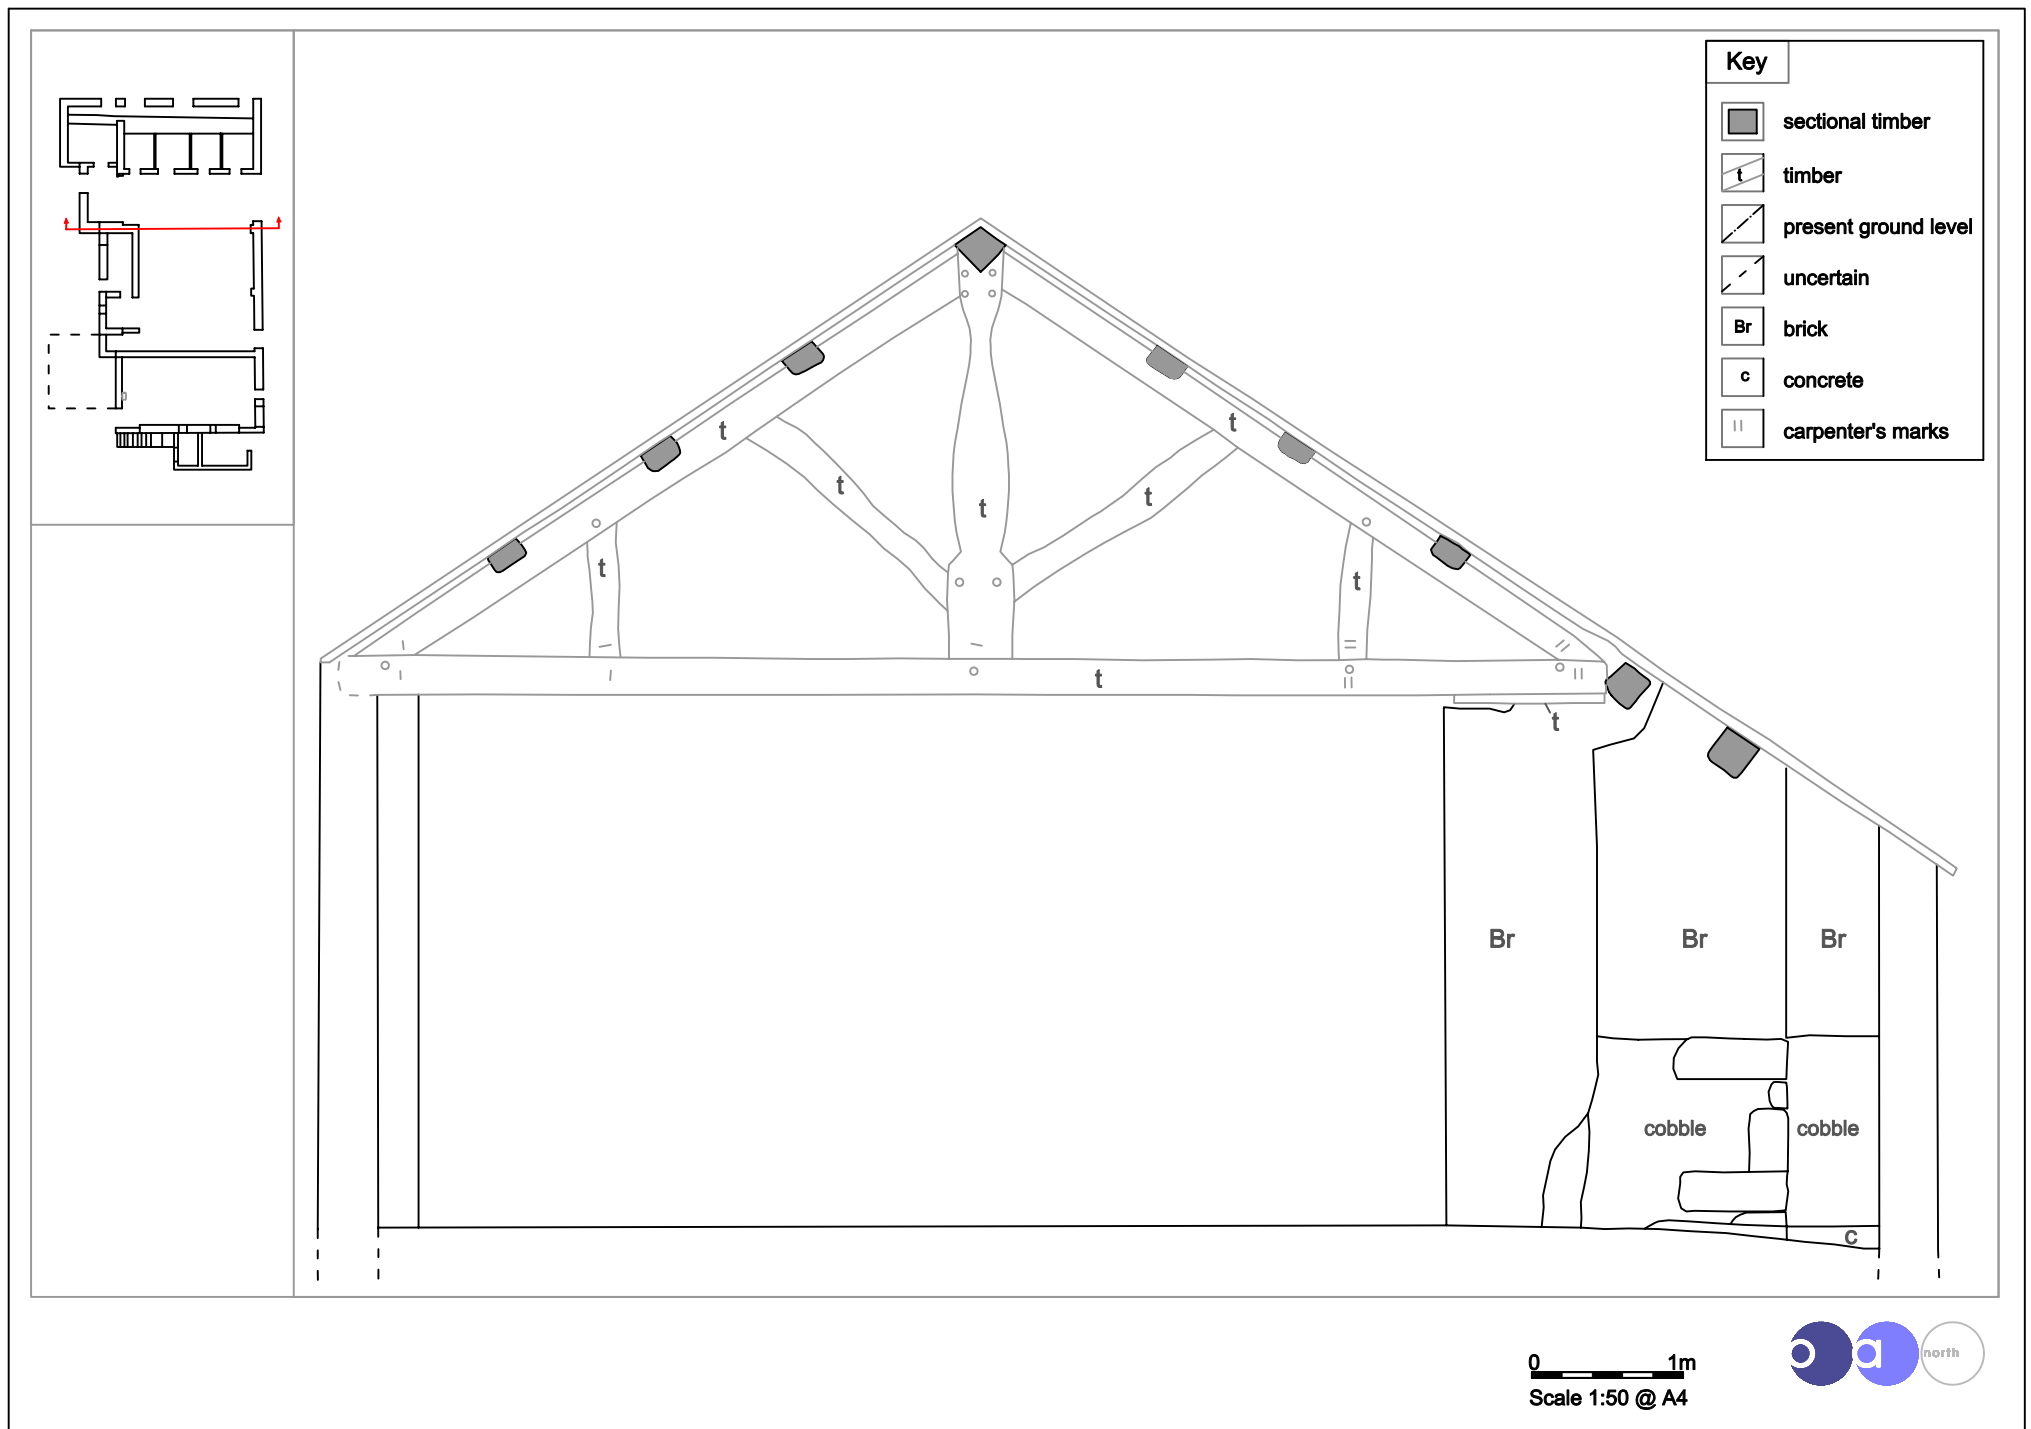 Key
sectional timber
t timber
present ground level
uncertain
Br brick
c concrete
carpenter's marks
t
t
t
t
t
t
t
t
t
Br
Br
Br
cobble
cobble
c
0 1m
Scale 1:50 @ A4
oa north